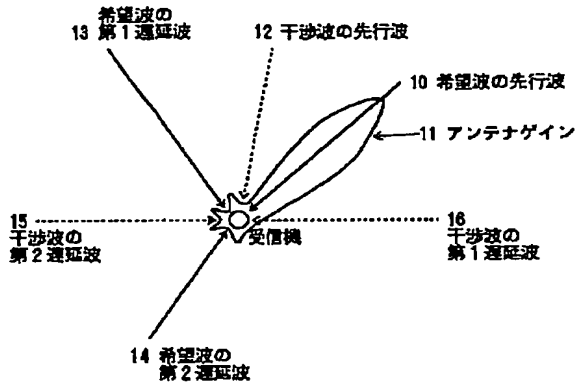 希望波の
13 第1遅延波
12 干渉波の先行波
10 希望波の先行波
11 アンテナゲイン
15
干渉波の
第2遅延波
受信機
16
干渉波の
第1遅延波
14 希望波の
第2遅延波